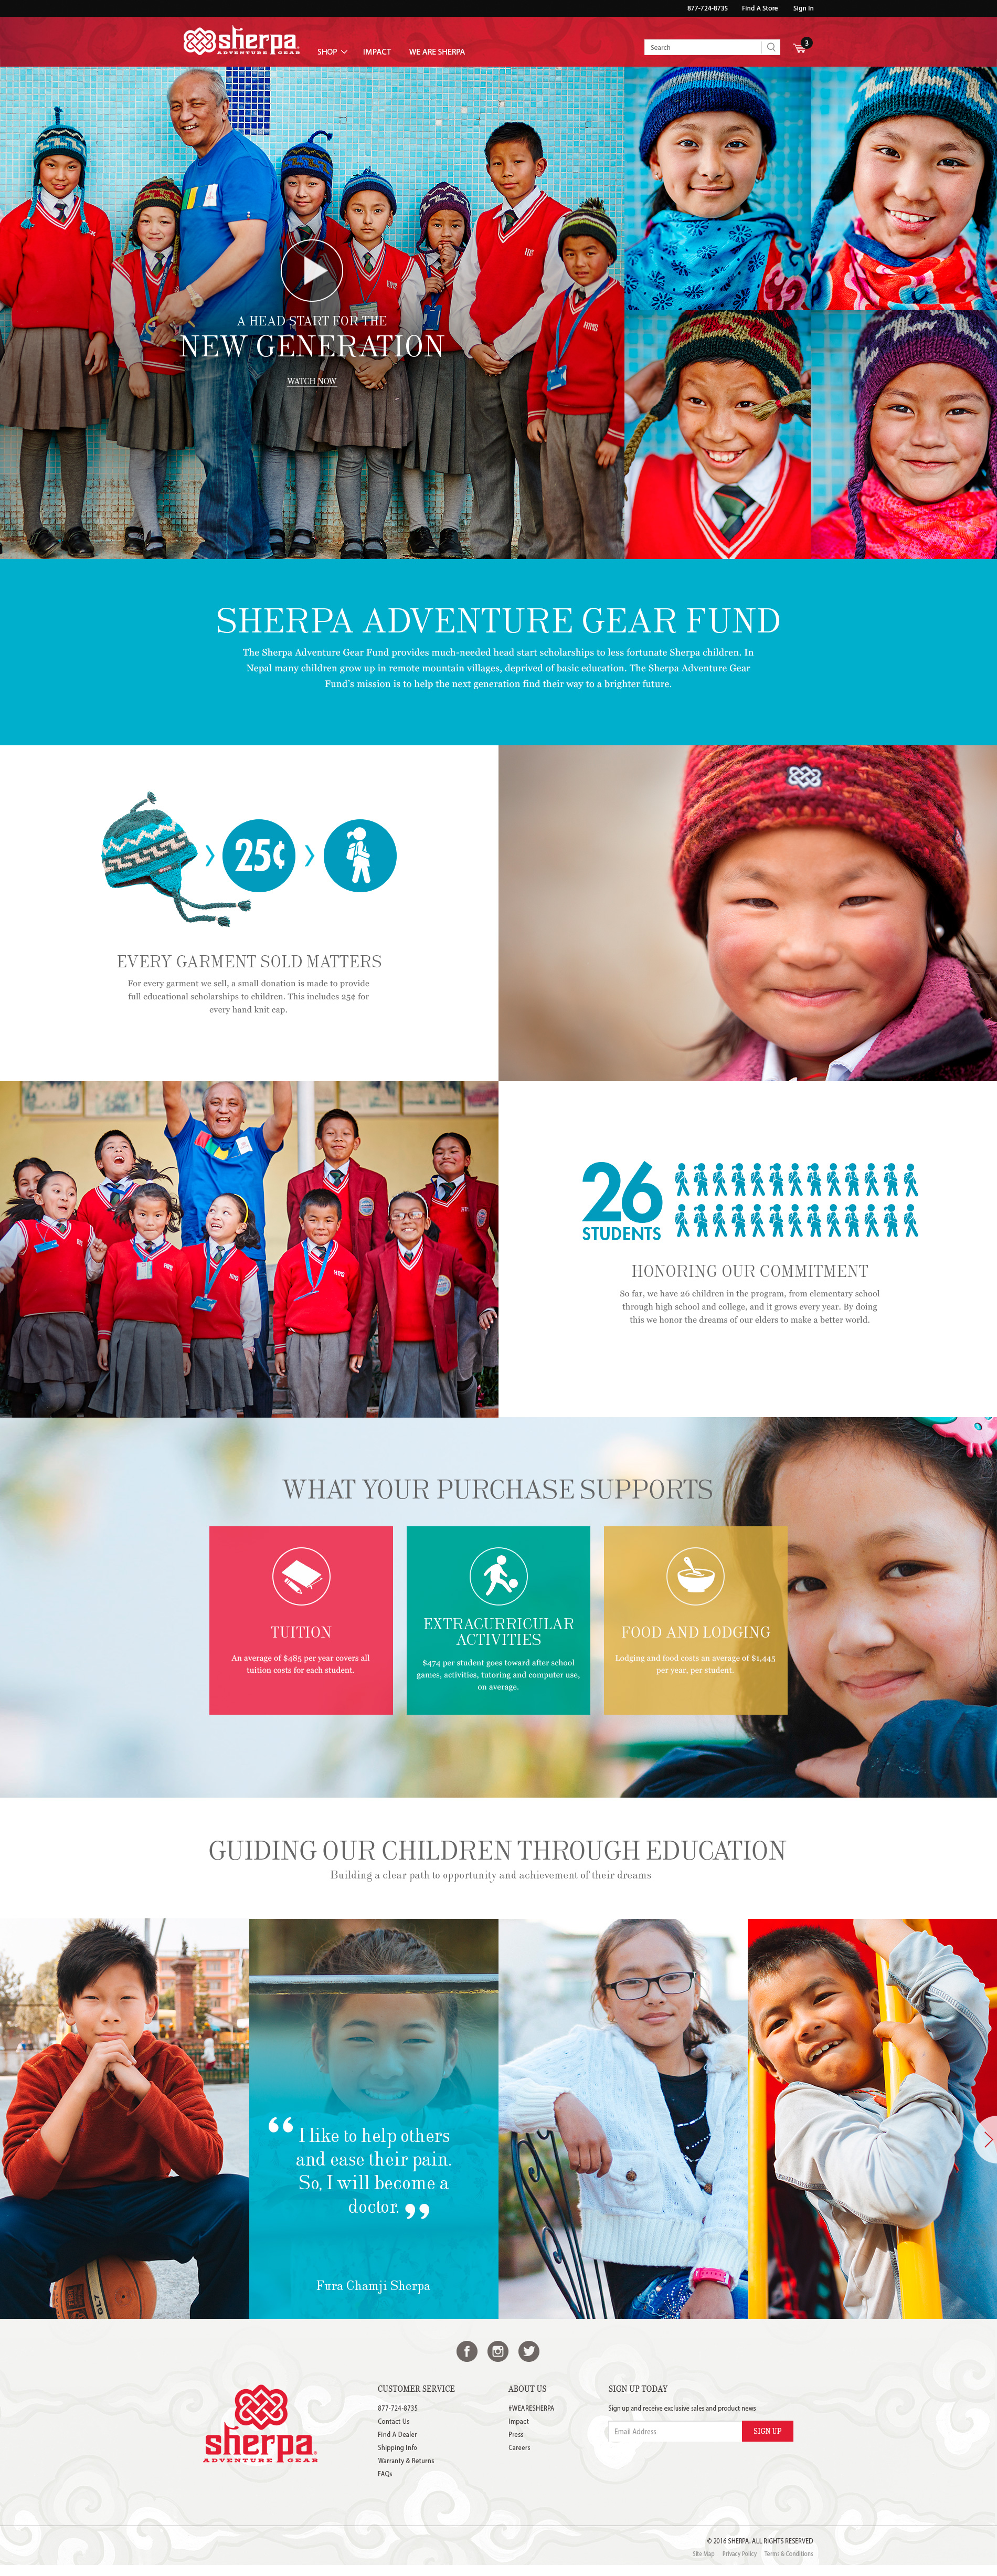 877-724-8735 Find A Store Sign In
sherpa
ADVENTURE GEAR
SHOP IMPACT WE ARE SHERPA
Search
3
A HEAD START FOR THE
NEW GENERATION
WATCH NOW
SHERPA ADVENTURE GEAR FUND
The Sherpa Adventure Gear Fund provides much-needed head start scholarships to less fortunate Sherpa children. In
Nepal many children grow up in remote mountain villages, deprived of basic education. The Sherpa Adventure Gear
Fund's mission is to help the next generation find their way to a brighter future.
25¢
EVERY GARMENT SOLD MATTERS
For every garment we sell, a small donation is made to provide
full educational scholarships to children. This includes 25¢ for
every hand knit cap.
26
STUDENTS
HONORING OUR COMMITMENT
So far, we have 26 children in the program, from elementary school
through high school and college, and it grows every year. By doing
this we honor the dreams of our elders to make a better world.
WHAT YOUR PURCHASE SUPPORTS
TUITION
An average of $485 per year covers all
tuition costs for each student.
EXTRACURRICULAR
ACTIVITIES
$474 per student goes toward after school
games, activities, tutoring and computer use,
on average.
FOOD AND LODGING
Lodging and food costs an average of $1,445
per year, per student.
GUIDING OUR CHILDREN THROUGH EDUCATION
Building a clear path to opportunity and achievement of their dreams
“ I like to help others
and ease their pain.
So, I will become a
doctor. ”
Fura Chamji Sherpa
sherpa
ADVENTURE GEAR
CUSTOMER SERVICE
877-724-8735
Contact Us
Find A Dealer
Shipping Info
Warranty & Returns
FAQs
ABOUT US
#WEARESHERPA
Impact
Press
Careers
SIGN UP TODAY
Sign up and receive exclusive sales and product news
Email Address SIGN UP
© 2016 SHERPA. ALL RIGHTS RESERVED
Site Map Privacy Policy Terms & Conditions